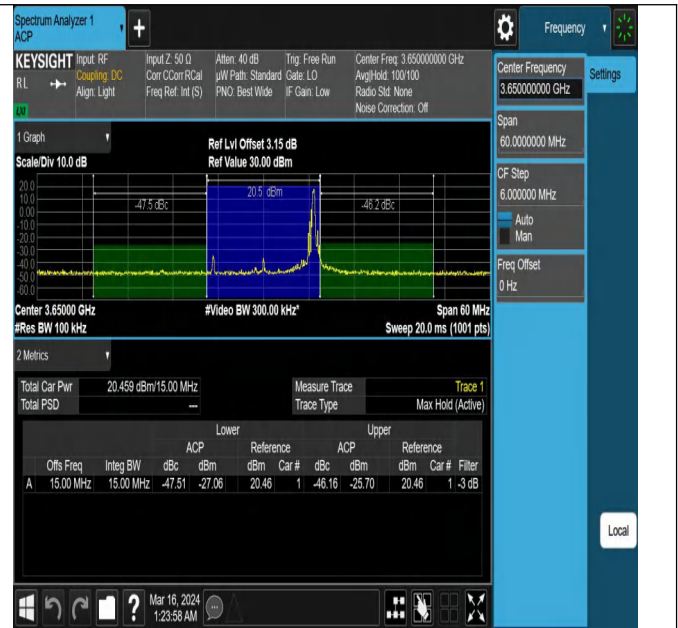 Spectrum Analyzer 1
ACP
Frequency
KEYSIGHT Input: RF Input Z: 50 Ω Atten: 40 dB Trig: Free Run Center Freq: 3.650000000 GHz
RL Coupling: DC Corr CCorr RCal µW Path: Standard Gate: LO Avg|Hold: 100/100
Align: Light Freq Ref: Int (S) PNO: Best Wide IF Gain: Low Radio Std: None
LXI Noise Correction: Off
Center Frequency
3.650000000 GHz
Settings
Span
60.0000000 MHz
CF Step
6.000000 MHz
Auto
Man
Freq Offset
0 Hz
1 Graph
Ref Lvl Offset 3.15 dB
Scale/Div 10.0 dB Ref Value 30.00 dBm
20.0
10.0
0.00
-10.0
-20.0
-30.0
-40.0
-50.0
-60.0
-47.5 dBc 20.5 dBm -46.2 dBc
Center 3.65000 GHz #Video BW 300.00 kHz* Span 60 MHz
#Res BW 100 kHz Sweep 20.0 ms (1001 pts)
2 Metrics
Total Car Pwr 20.459 dBm/15.00 MHz Measure Trace Trace 1
Total PSD --- Trace Type Max Hold (Active)
Lower Upper
ACP Reference ACP Reference
Offs Freq Integ BW dBc dBm dBm Car # dBc dBm dBm Car # Filter
A 15.00 MHz 15.00 MHz -47.51 -27.06 20.46 1 -46.16 -25.70 20.46 1 -3 dB
Local
? Mar 16, 2024
1:23:58 AM